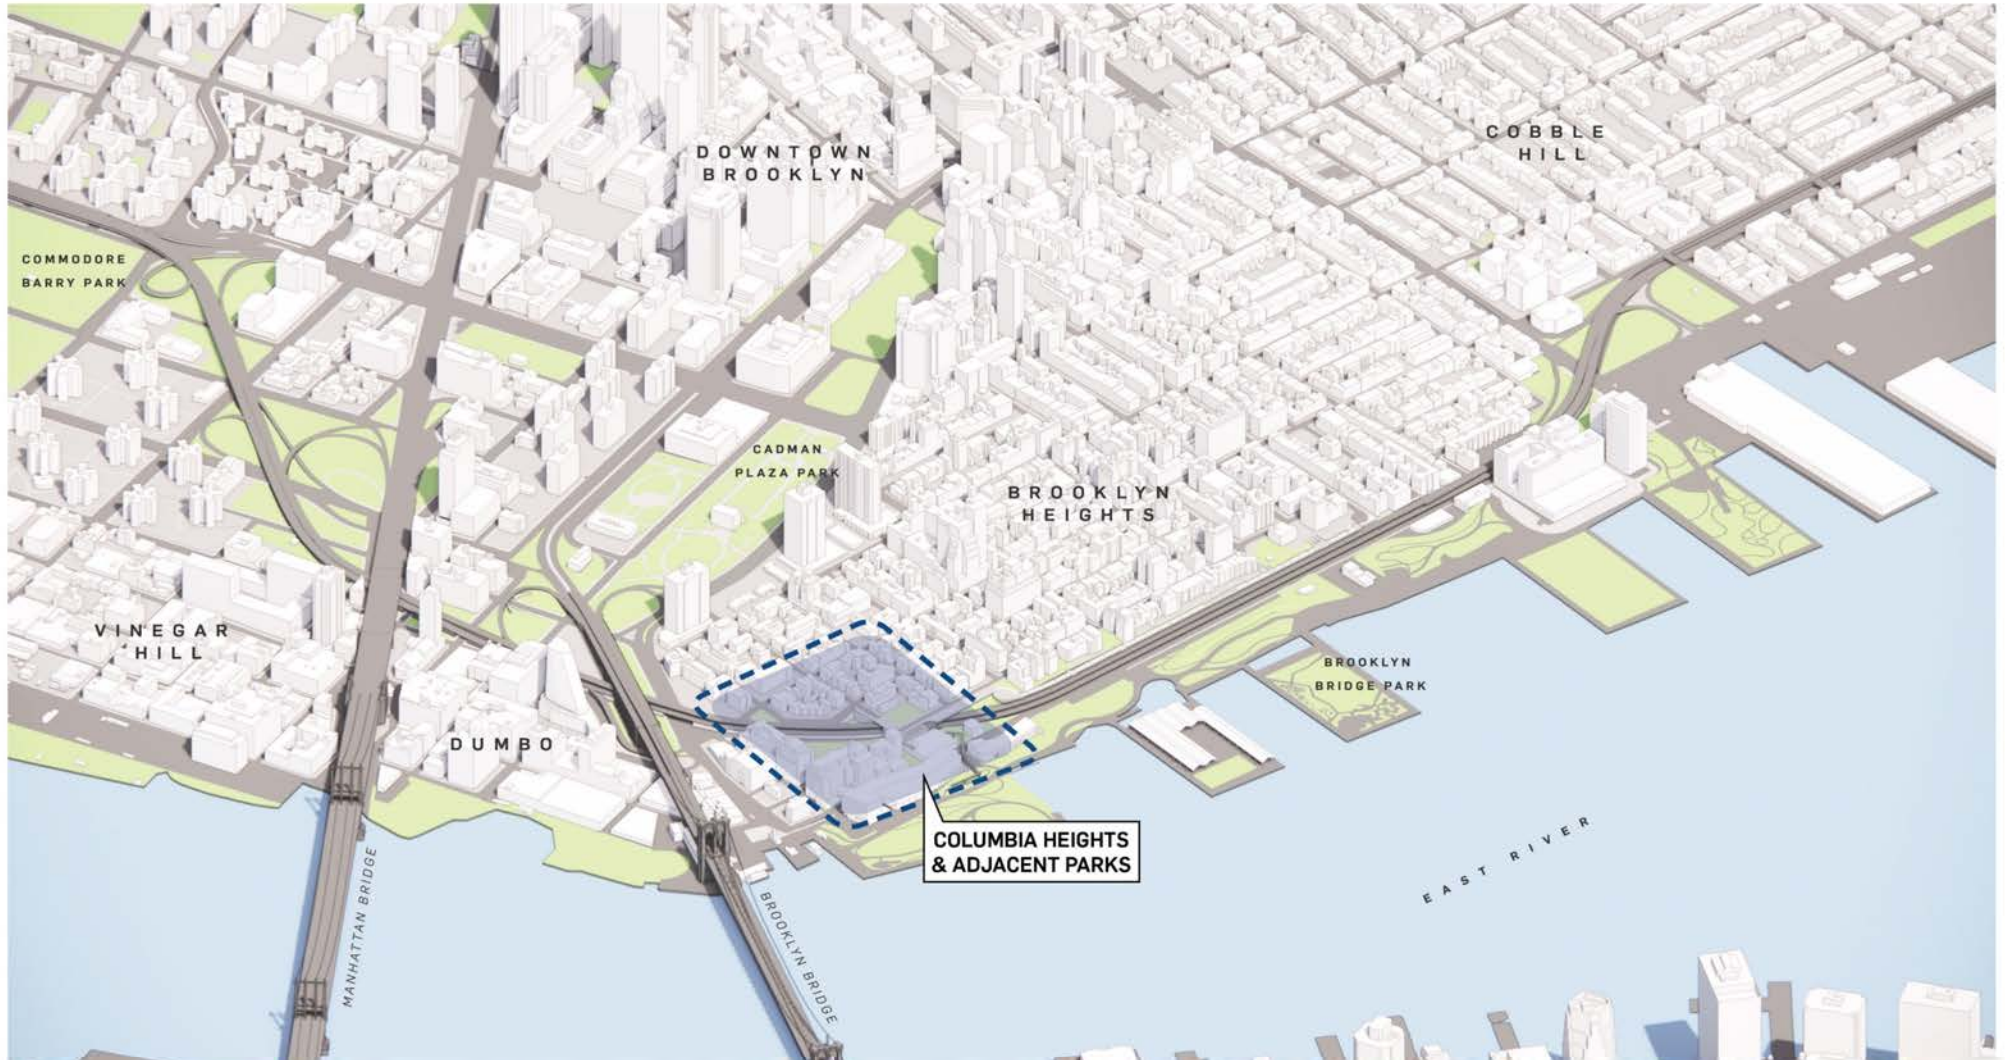 DOWNTOWN
BROOKLYN
COBBLE
HILL
COMMODORE
BARRY PARK
CADMAN
PLAZA PARK
BROOKLYN
HEIGHTS
VINEGAR
HILL
BROOKLYN
BRIDGE PARK
DUMBO
COLUMBIA HEIGHTS
& ADJACENT PARKS
EAST RIVER
MANHATTAN BRIDGE
BROOKLYN BRIDGE